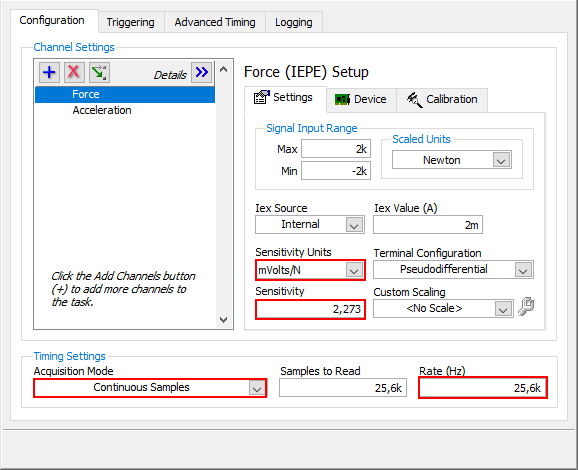 Configuration Triggering Advanced Timing Logging
Channel Settings
Details
Force
Acceleration
Click the Add Channels button
(+) to add more channels to
the task.
Force (IEPE) Setup
Settings Device Calibration
Signal Input Range
Max 2k
Min -2k
Scaled Units
Newton
Iex Source Iex Value (A)
Internal 2m
Sensitivity Units Terminal Configuration
mVolts/N Pseudodifferential
Sensitivity Custom Scaling
2,273 <No Scale>
Timing Settings
Acquisition Mode Samples to Read Rate (Hz)
Continuous Samples 25,6k 25,6k